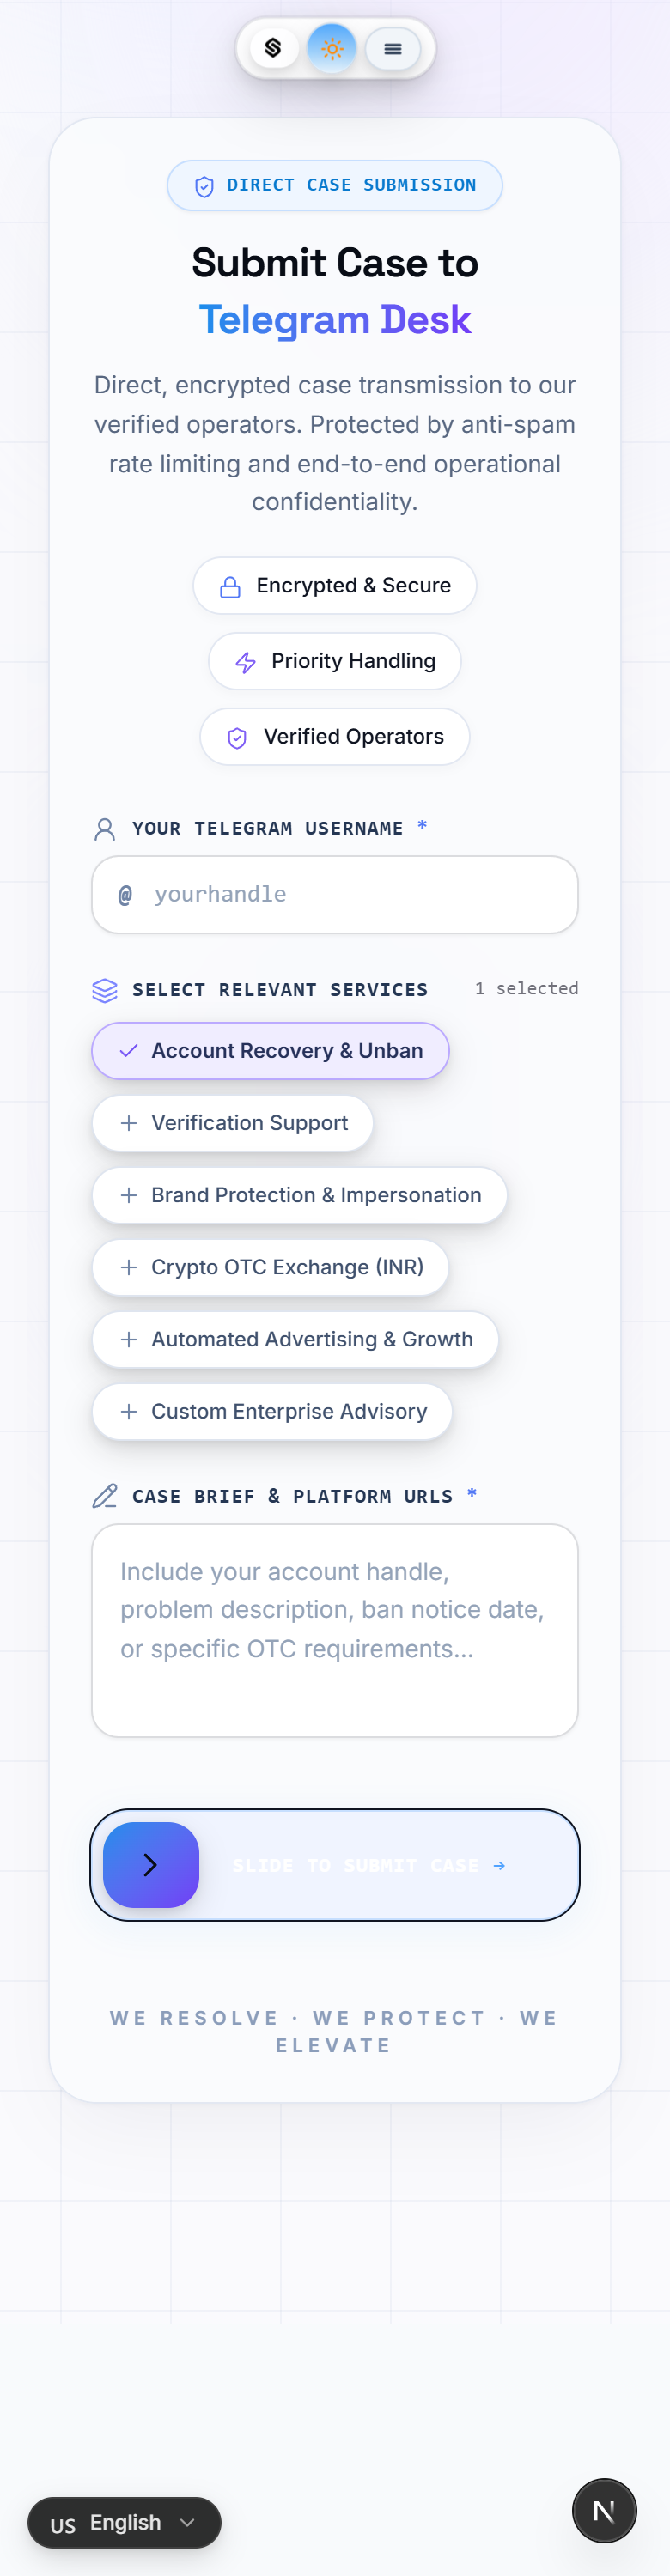 DIRECT CASE SUBMISSION
Submit Case to
Telegram Desk
Direct, encrypted case transmission to our
verified operators. Protected by anti-spam
rate limiting and end-to-end operational
confidentiality.
Encrypted & Secure
Priority Handling
Verified Operators
YOUR TELEGRAM USERNAME *
@ yourhandle
SELECT RELEVANT SERVICES 1 selected
Account Recovery & Unban
Verification Support
Brand Protection & Impersonation
Crypto OTC Exchange (INR)
Automated Advertising & Growth
Custom Enterprise Advisory
CASE BRIEF & PLATFORM URLS *
Include your account handle,
problem description, ban notice date,
or specific OTC requirements...
SLIDE TO SUBMIT CASE →
WE RESOLVE · WE PROTECT · WE
ELEVATE
US English
N